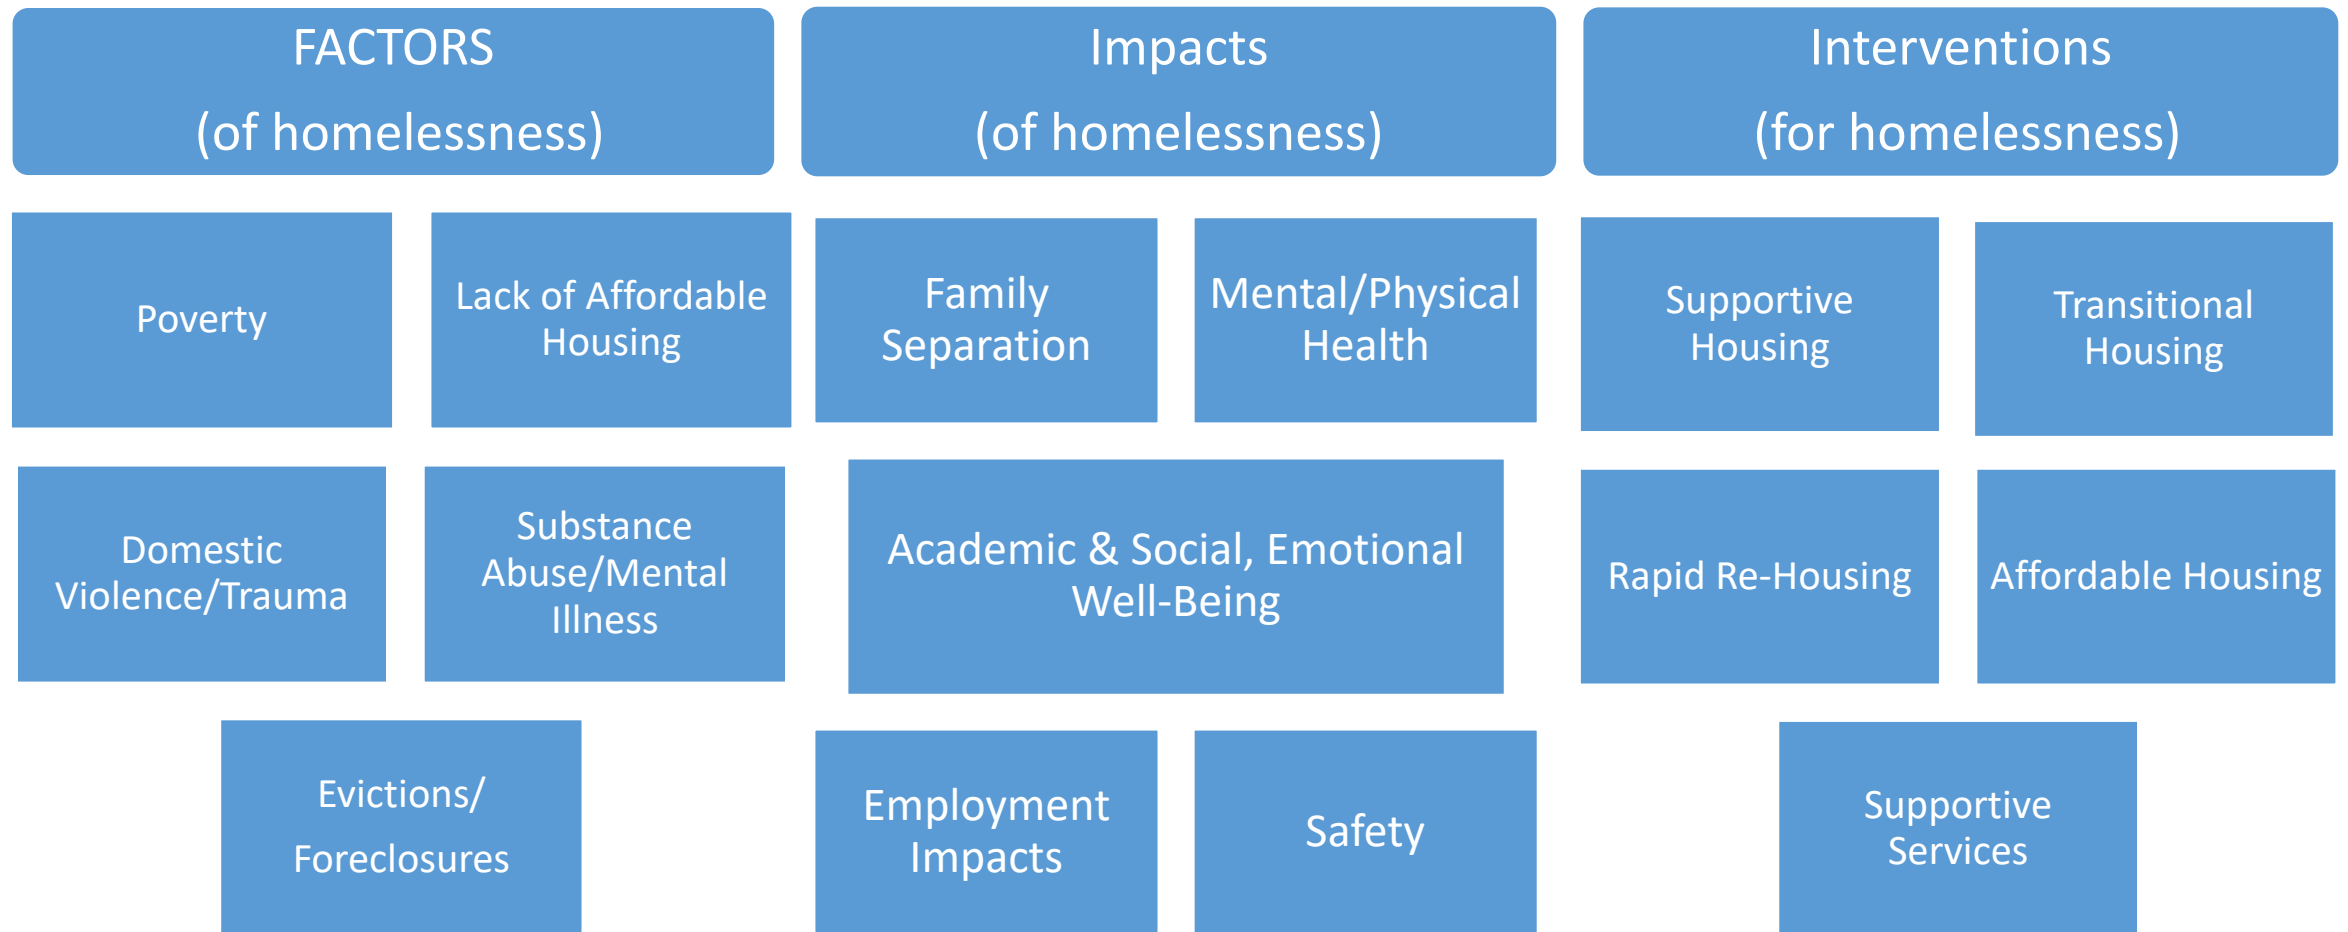 FACTORS
(of homelessness)
Poverty
Lack of Affordable
Housing
Domestic
Violence/Trauma
Substance
Abuse/Mental
Illness
Evictions/
Foreclosures
Impacts
(of homelessness)
Family
Separation
Mental/Physical
Health
Academic & Social, Emotional
Well-Being
Employment
Impacts
Safety
Interventions
(for homelessness)
Supportive
Housing
Transitional
Housing
Rapid Re-Housing
Affordable Housing
Supportive
Services